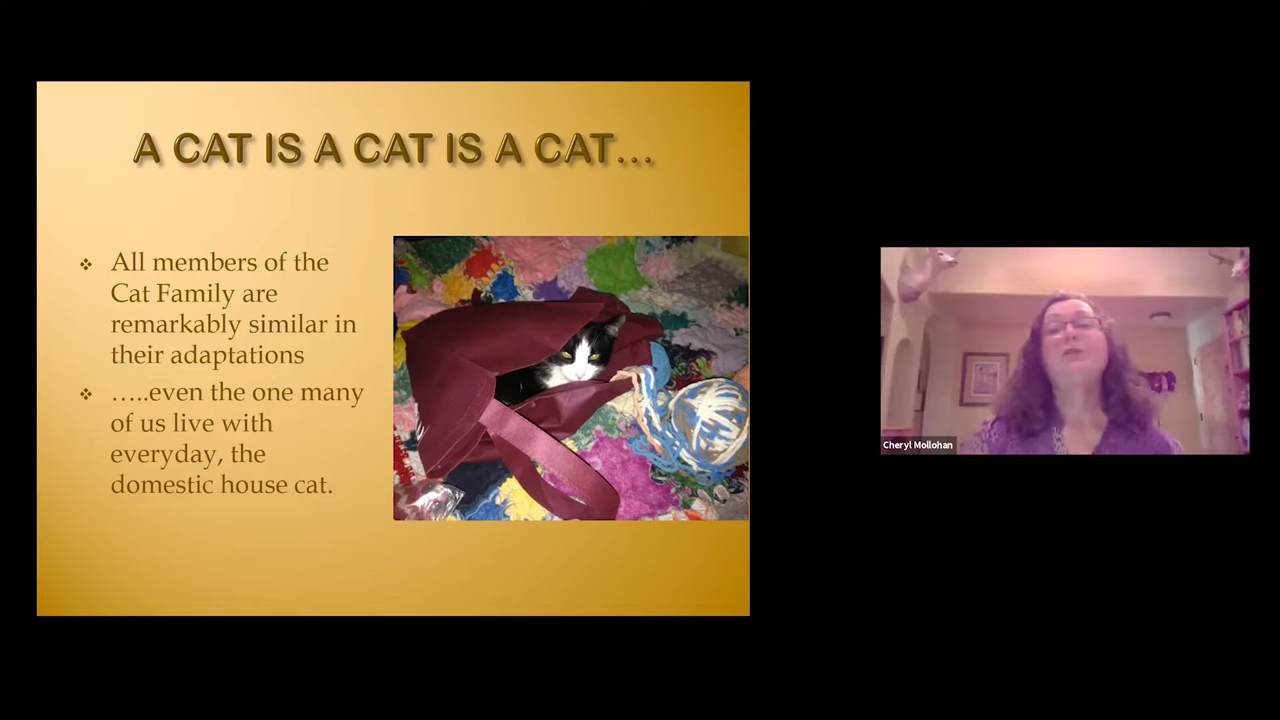 A CAT IS A CAT IS A CAT...
❖ All members of the
Cat Family are
remarkably similar in
their adaptations
❖ …..even the one many
of us live with
everyday, the
domestic house cat.
Cheryl Mollohan